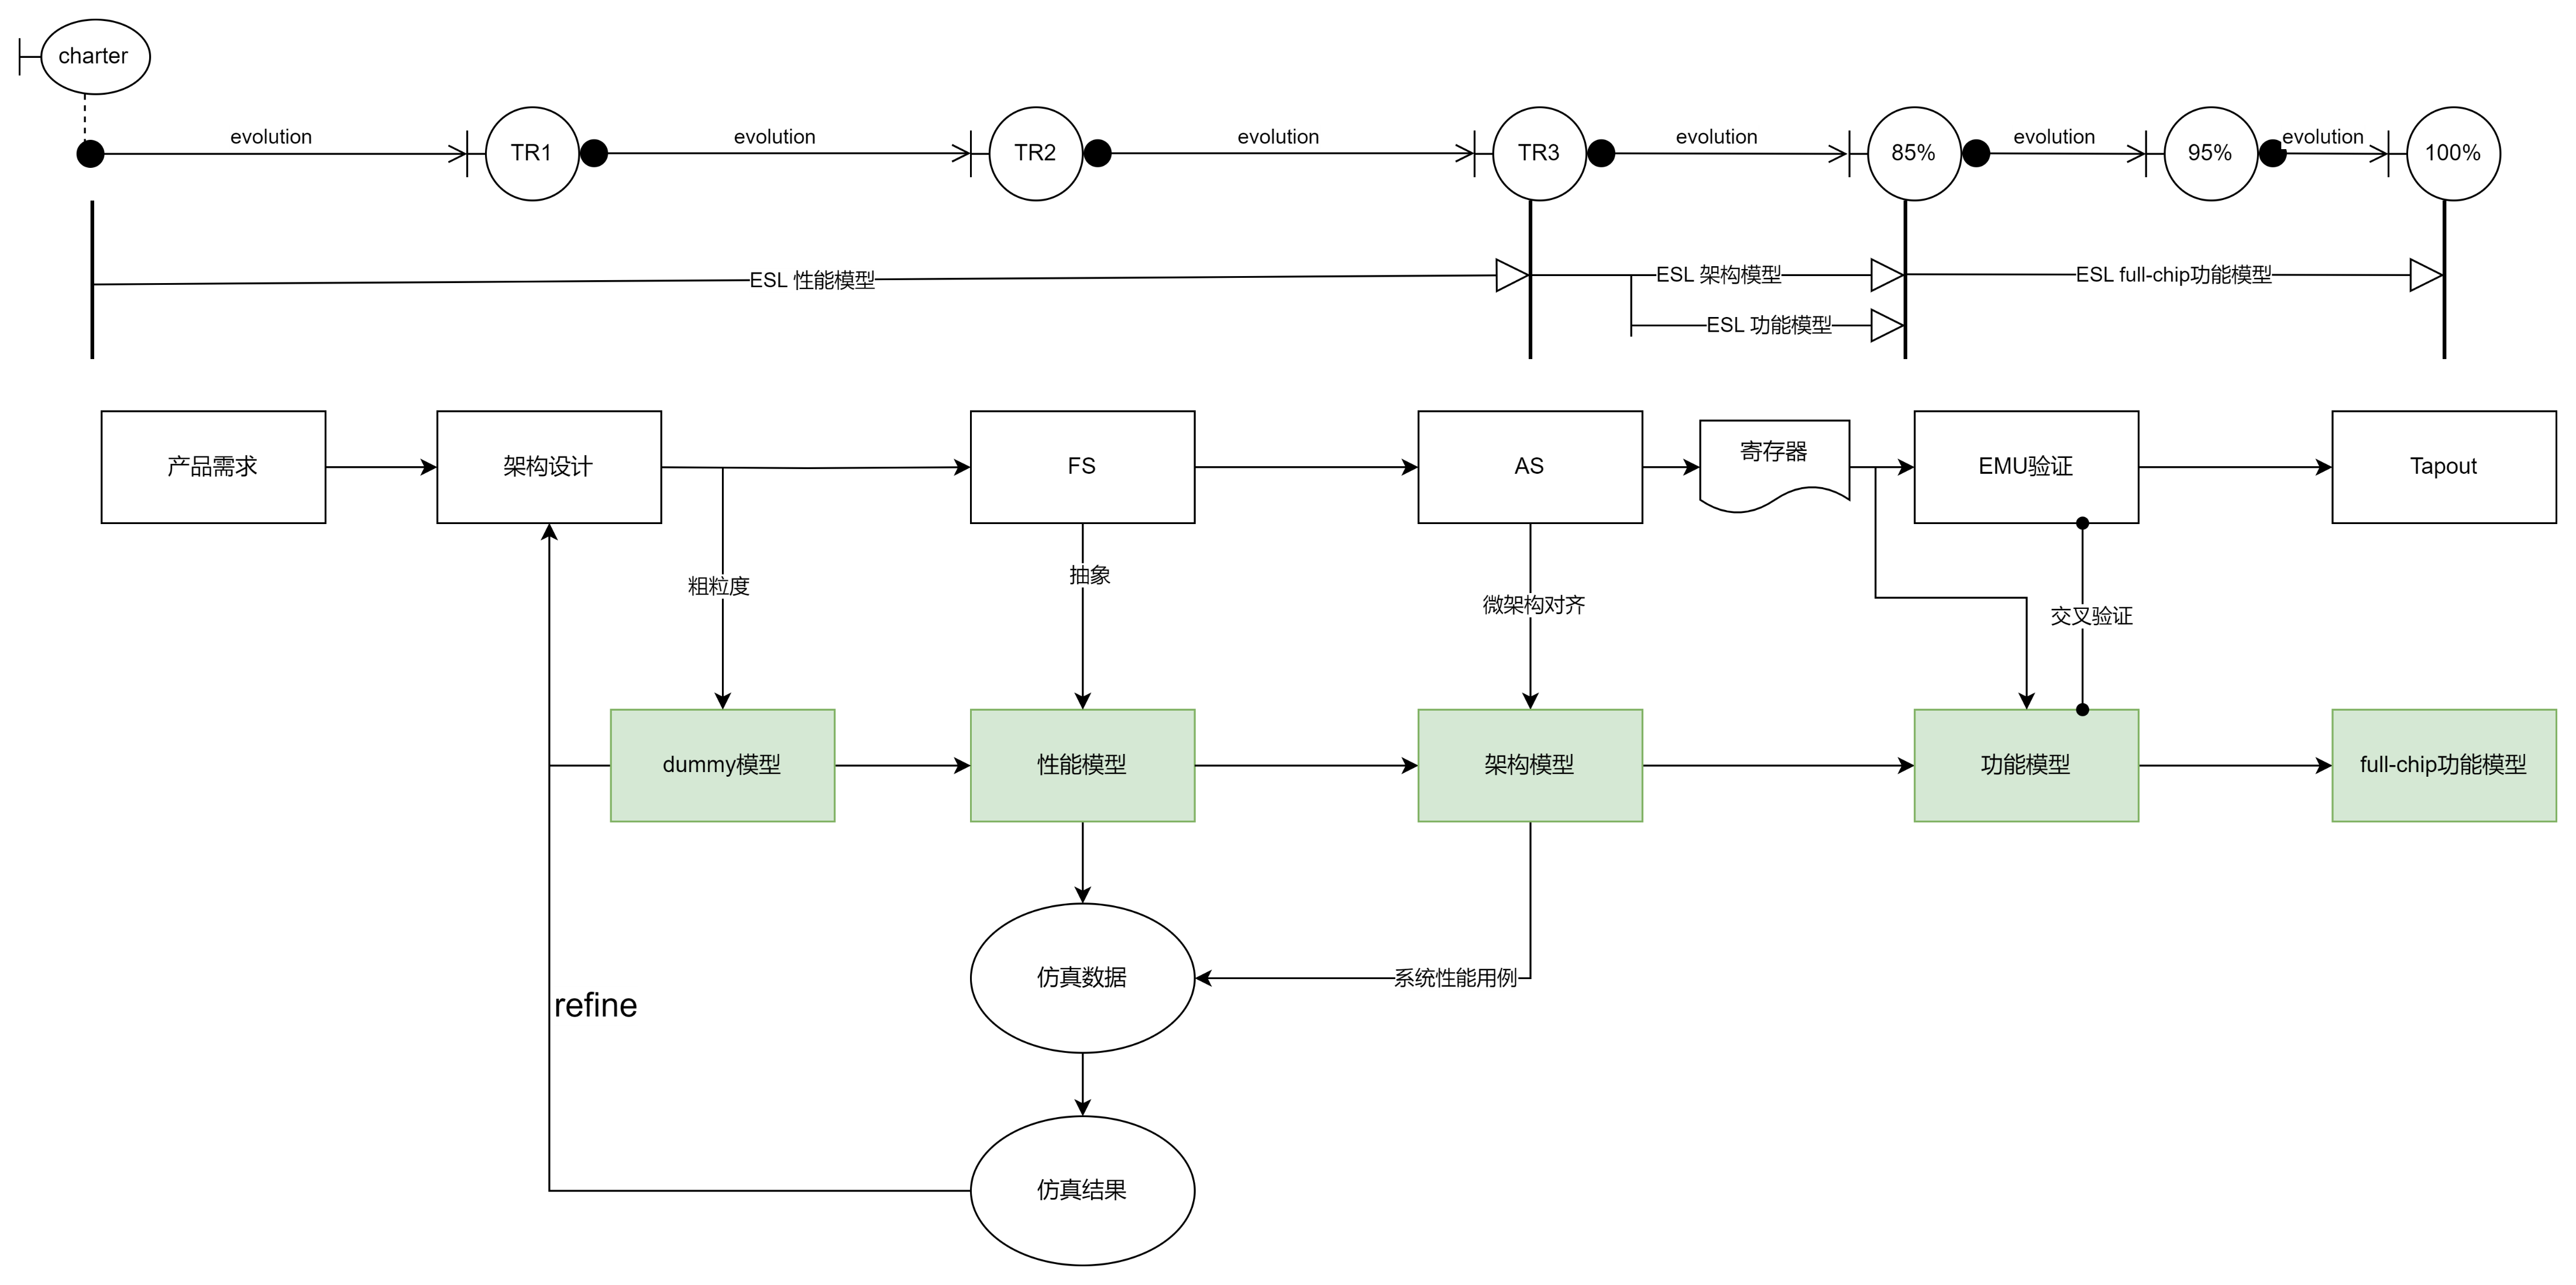 charter
evolution
TR1
evolution
TR2
evolution
TR3
evolution
85%
evolution
95%
evolution
100%
ESL 性能模型
ESL 架构模型
ESL full-chip功能模型
ESL 功能模型
产品需求
架构设计
FS
AS
寄存器
EMU验证
Tapout
粗粒度
抽象
微架构对齐
交叉验证
dummy模型
性能模型
架构模型
功能模型
full-chip功能模型
仿真数据
系统性能用例
refine
仿真结果